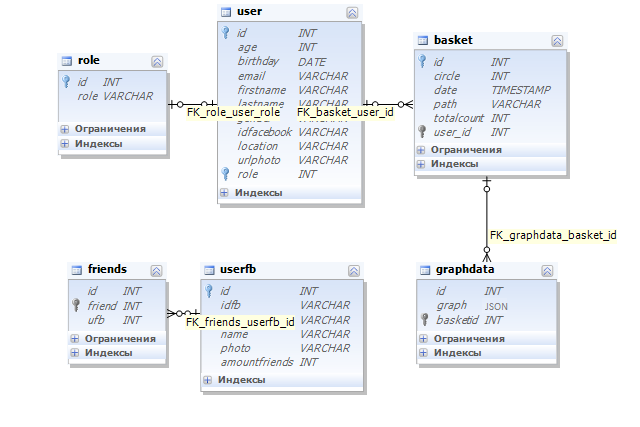 user
id INT
age INT
birthday DATE
email VARCHAR
firstname VARCHAR
lastname VARCHAR
VARCHAR
idfacebook VARCHAR
location VARCHAR
urlphoto VARCHAR
role INT
Индексы
role
id INT
role VARCHAR
Ограничения
Индексы
FK_role_user_role
FK_basket_user_id
basket
id INT
circle INT
date TIMESTAMP
path VARCHAR
totalcount INT
user_id INT
Ограничения
Индексы
FK_graphdata_basket_id
friends
id INT
friend INT
ufb INT
Ограничения
Индексы
FK_friends_userfb_id
userfb
id INT
idfb VARCHAR
VARCHAR
name VARCHAR
photo VARCHAR
amountfriends INT
Индексы
graphdata
id INT
graph JSON
basketid INT
Ограничения
Индексы